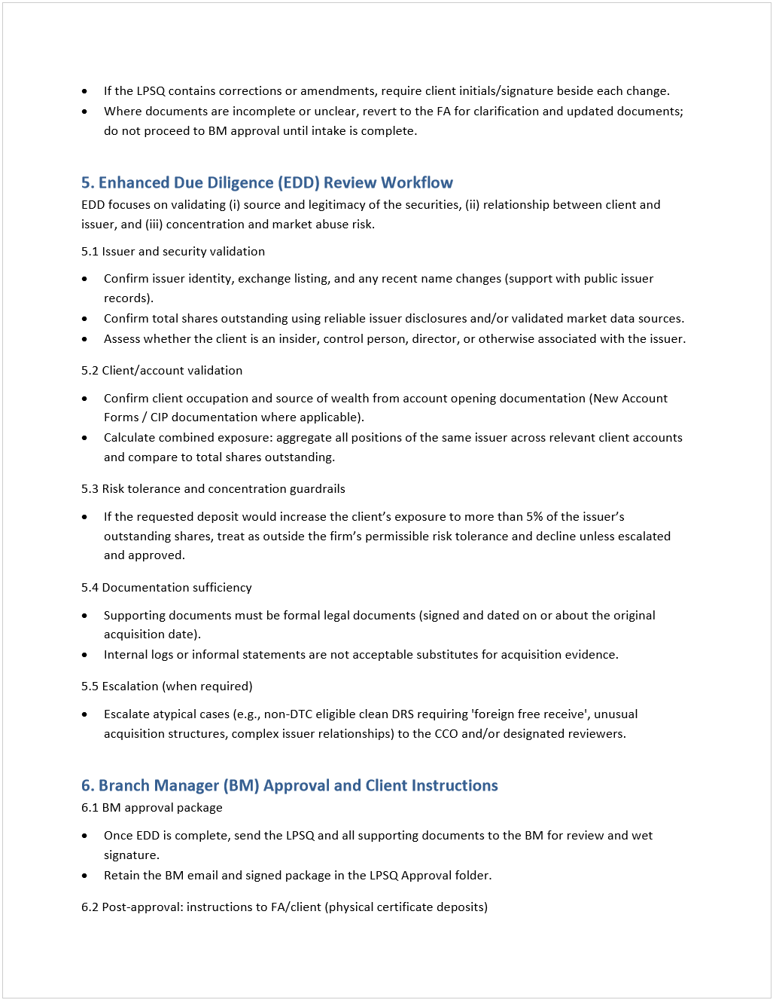 • If the LPSQ contains corrections or amendments, require client initials/signature beside each change.
• Where documents are incomplete or unclear, revert to the FA for clarification and updated documents;
do not proceed to BM approval until intake is complete.
5. Enhanced Due Diligence (EDD) Review Workflow
EDD focuses on validating (i) source and legitimacy of the securities, (ii) relationship between client and
issuer, and (iii) concentration and market abuse risk.
5.1 Issuer and security validation
• Confirm issuer identity, exchange listing, and any recent name changes (support with public issuer
records).
• Confirm total shares outstanding using reliable issuer disclosures and/or validated market data sources.
• Assess whether the client is an insider, control person, director, or otherwise associated with the issuer.
5.2 Client/account validation
• Confirm client occupation and source of wealth from account opening documentation (New Account
Forms / CIP documentation where applicable).
• Calculate combined exposure: aggregate all positions of the same issuer across relevant client accounts
and compare to total shares outstanding.
5.3 Risk tolerance and concentration guardrails
• If the requested deposit would increase the client’s exposure to more than 5% of the issuer’s
outstanding shares, treat as outside the firm’s permissible risk tolerance and decline unless escalated
and approved.
5.4 Documentation sufficiency
• Supporting documents must be formal legal documents (signed and dated on or about the original
acquisition date).
• Internal logs or informal statements are not acceptable substitutes for acquisition evidence.
5.5 Escalation (when required)
• Escalate atypical cases (e.g., non-DTC eligible clean DRS requiring 'foreign free receive', unusual
acquisition structures, complex issuer relationships) to the CCO and/or designated reviewers.
6. Branch Manager (BM) Approval and Client Instructions
6.1 BM approval package
• Once EDD is complete, send the LPSQ and all supporting documents to the BM for review and wet
signature.
• Retain the BM email and signed package in the LPSQ Approval folder.
6.2 Post-approval: instructions to FA/client (physical certificate deposits)